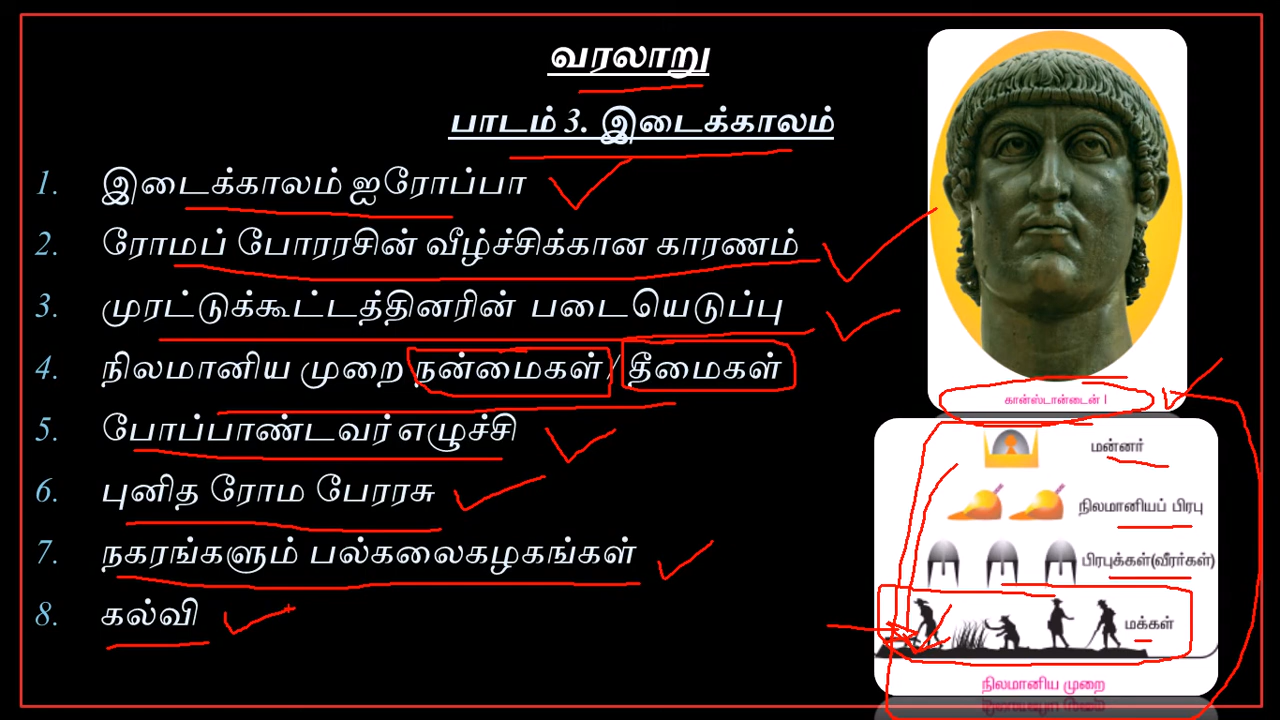 வரலாறு
பாடம் 3. இடைக்காலம்
1. இடைக்காலம் ஐரோப்பா
2. ரோமப் போரரசின் வீழ்ச்சிக்கான காரணம்
3. முரட்டுக்கூட்டத்தினரின் படையெடுப்பு
4. நிலமானிய முறை நன்மைகள் / தீமைகள்
5. போப்பாண்டவர் எழுச்சி
6. புனித ரோம பேரரசு
7. நகரங்களும் பல்கலைகழகங்கள்
8. கல்வி
கான்ஸ்டான்டைன் I
மன்னர்
நிலமானியப் பிரபு
பிரபுக்கள்(வீரர்கள்)
மக்கள்
நிலமானிய முறை